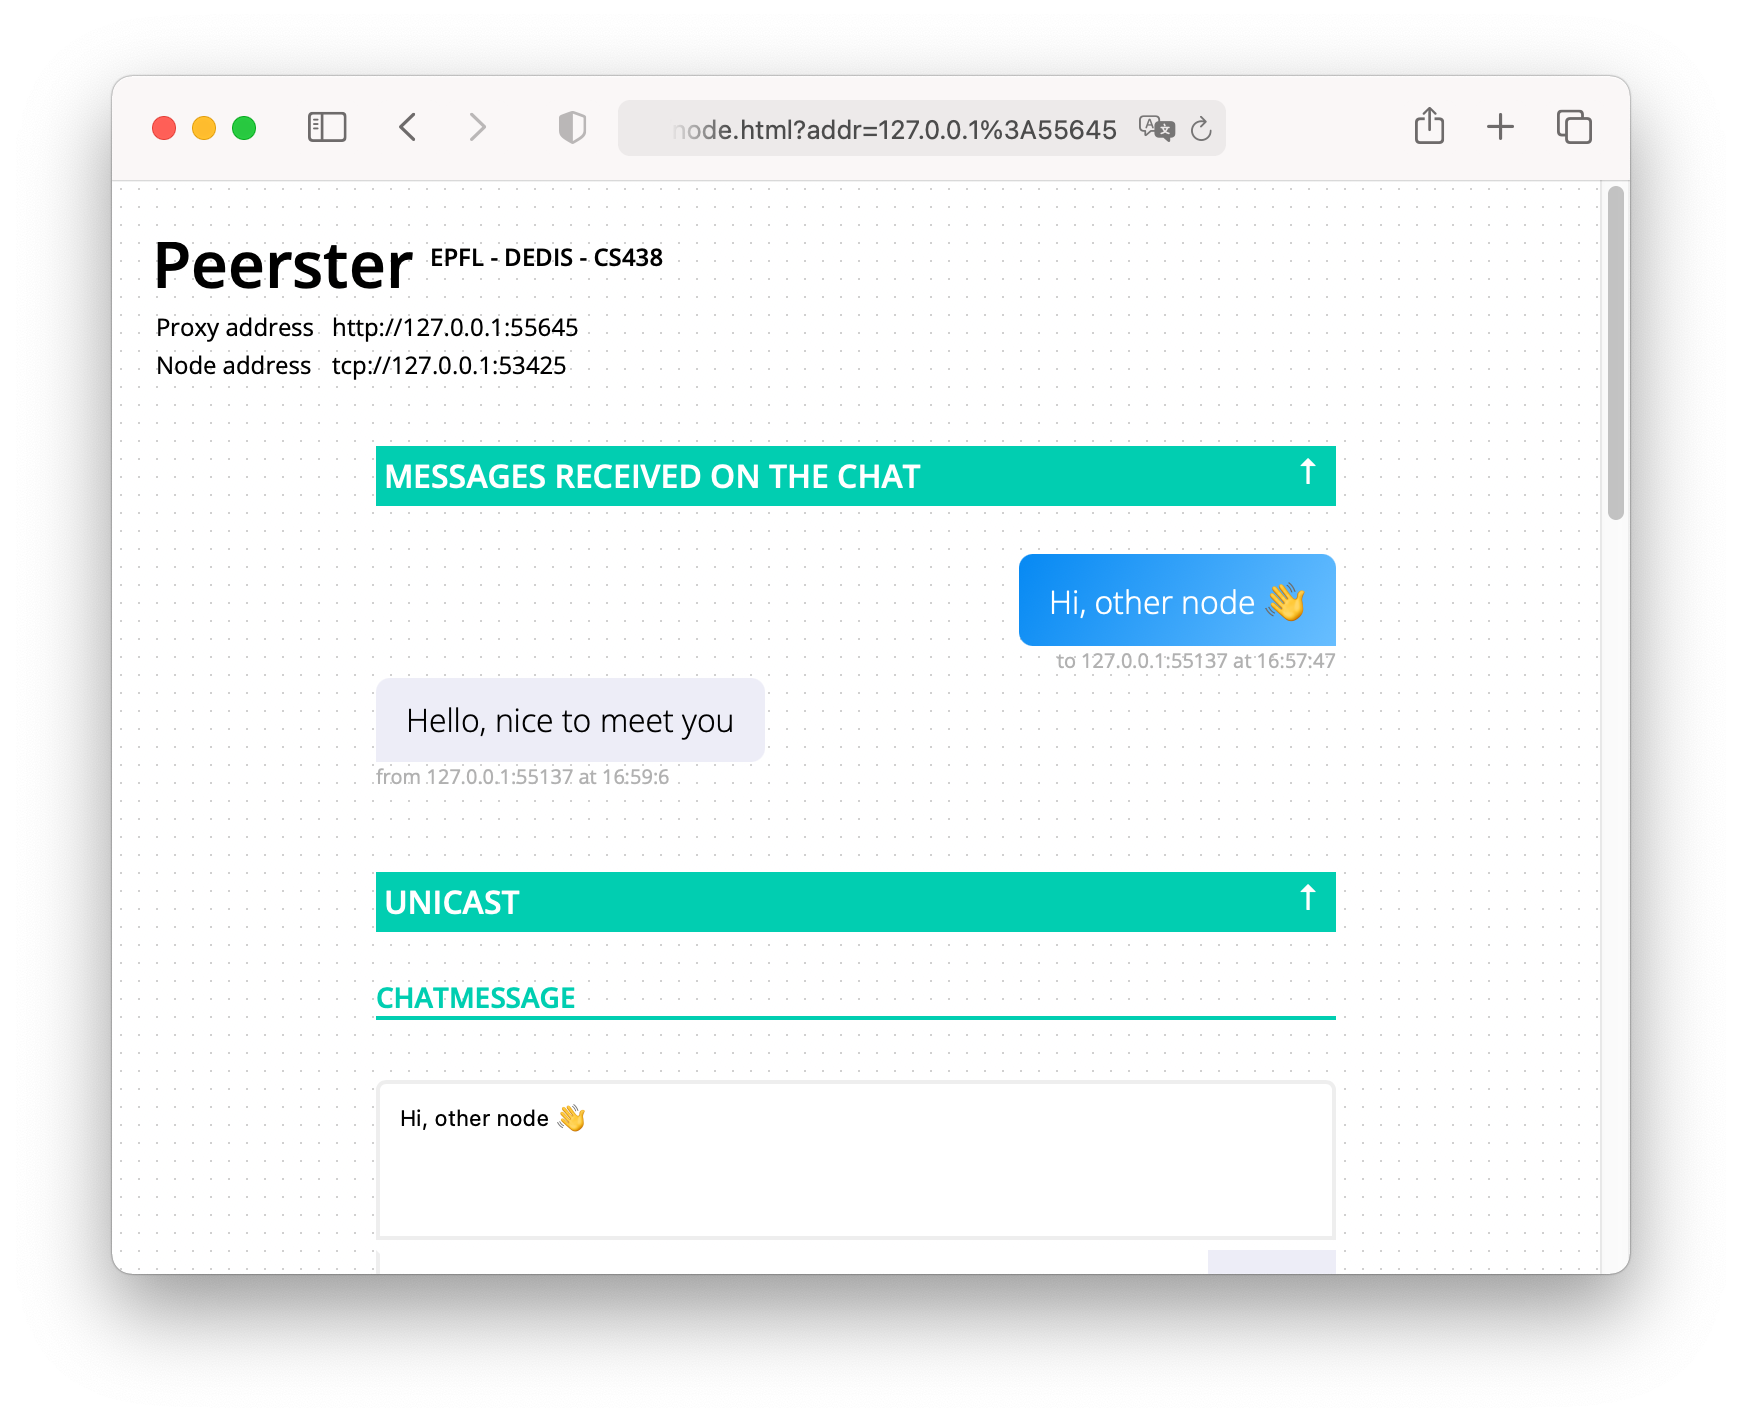 node.html?addr=127.0.0.1%3A55645
Peerster EPFL - DEDIS - CS438
Proxy address http://127.0.0.1:55645
Node address tcp://127.0.0.1:53425
MESSAGES RECEIVED ON THE CHAT ↑
Hi, other node 👋
to 127.0.0.1:55137 at 16:57:47
Hello, nice to meet you
from 127.0.0.1:55137 at 16:59:6
UNICAST ↑
CHATMESSAGE
Hi, other node 👋